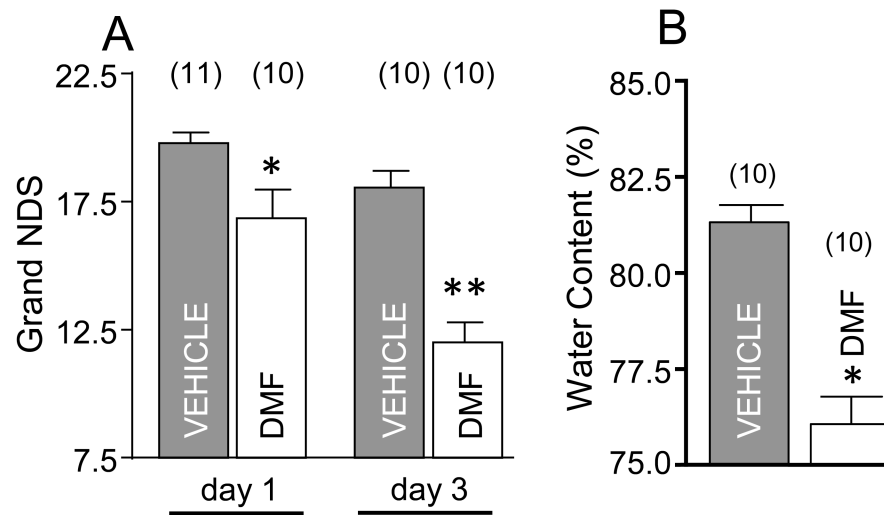 A
Grand NDS
22.5
17.5
12.5
7.5
(11)
(10)
(10)
(10)
*
**
VEHICLE
DMF
VEHICLE
DMF
day 1
day 3
B
Water Content (%)
85.0
82.5
80.0
77.5
75.0
(10)
(10)
VEHICLE
* DMF